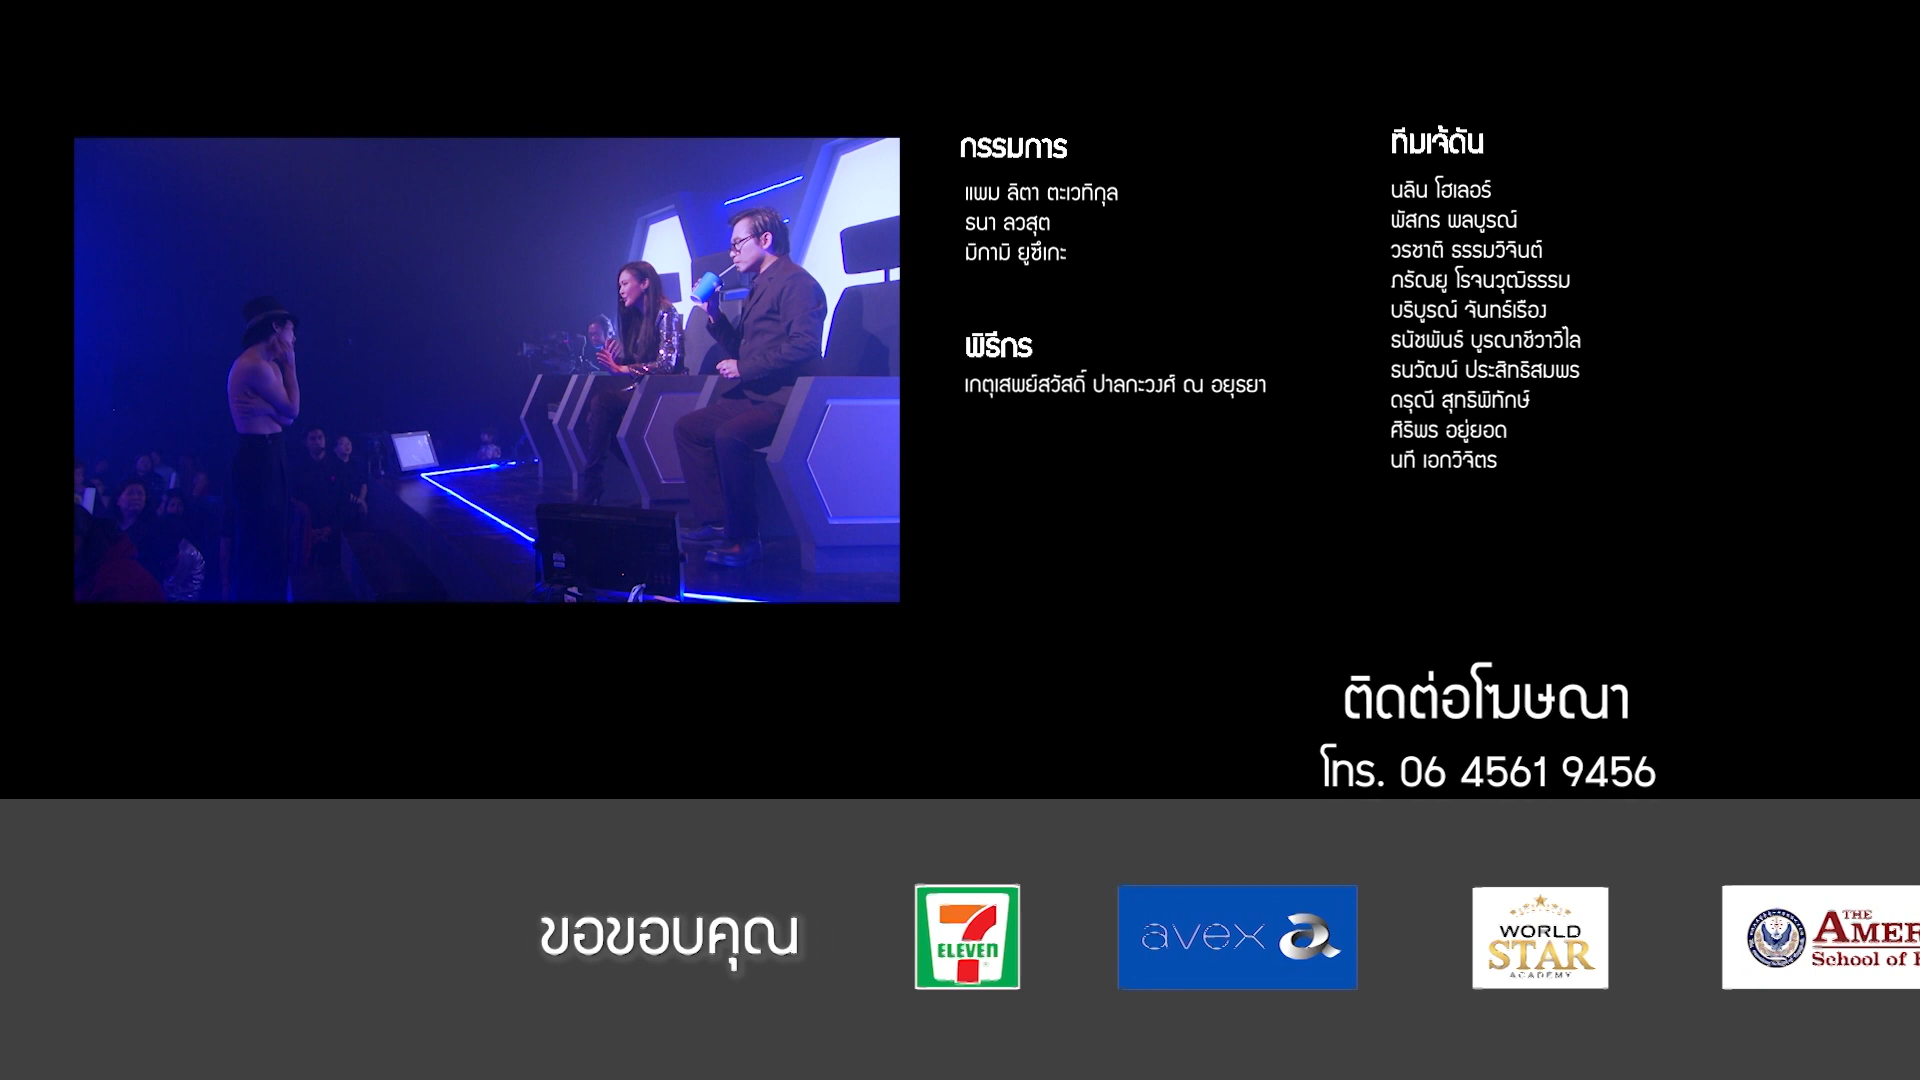 กรรมการ
แพม ลิตา ตะเวทิกุล
ธนา ลวสุต
มิกามิ ยูซึเกะ
พิธีกร
เกตุเสพย์สวัสดิ์ ปาลกะวงศ์ ณ อยุธยา
ทีมเจ้ดัน
นลิน โฮเลอร์
พัสกร พลบูรณ์
วรชาติ ธรรมวิจินต์
ภรัณยู โรจนวุฒิธรรม
บริบูรณ์ จันทร์เรือง
ธนัชพันธ์ บูรณาชีวาวิไล
ธนวัฒน์ ประสิทธิสมพร
ดรุณี สุทธิพิทักษ์
ศิริพร อยู่ยอด
นที เอกวิจิตร
ติดต่อโฆษณา
โทร. 06 4561 9456
ขอขอบคุณ
7
ELEVEN
avex a
WORLD
STAR
ACADEMY
THE
AMER
School of